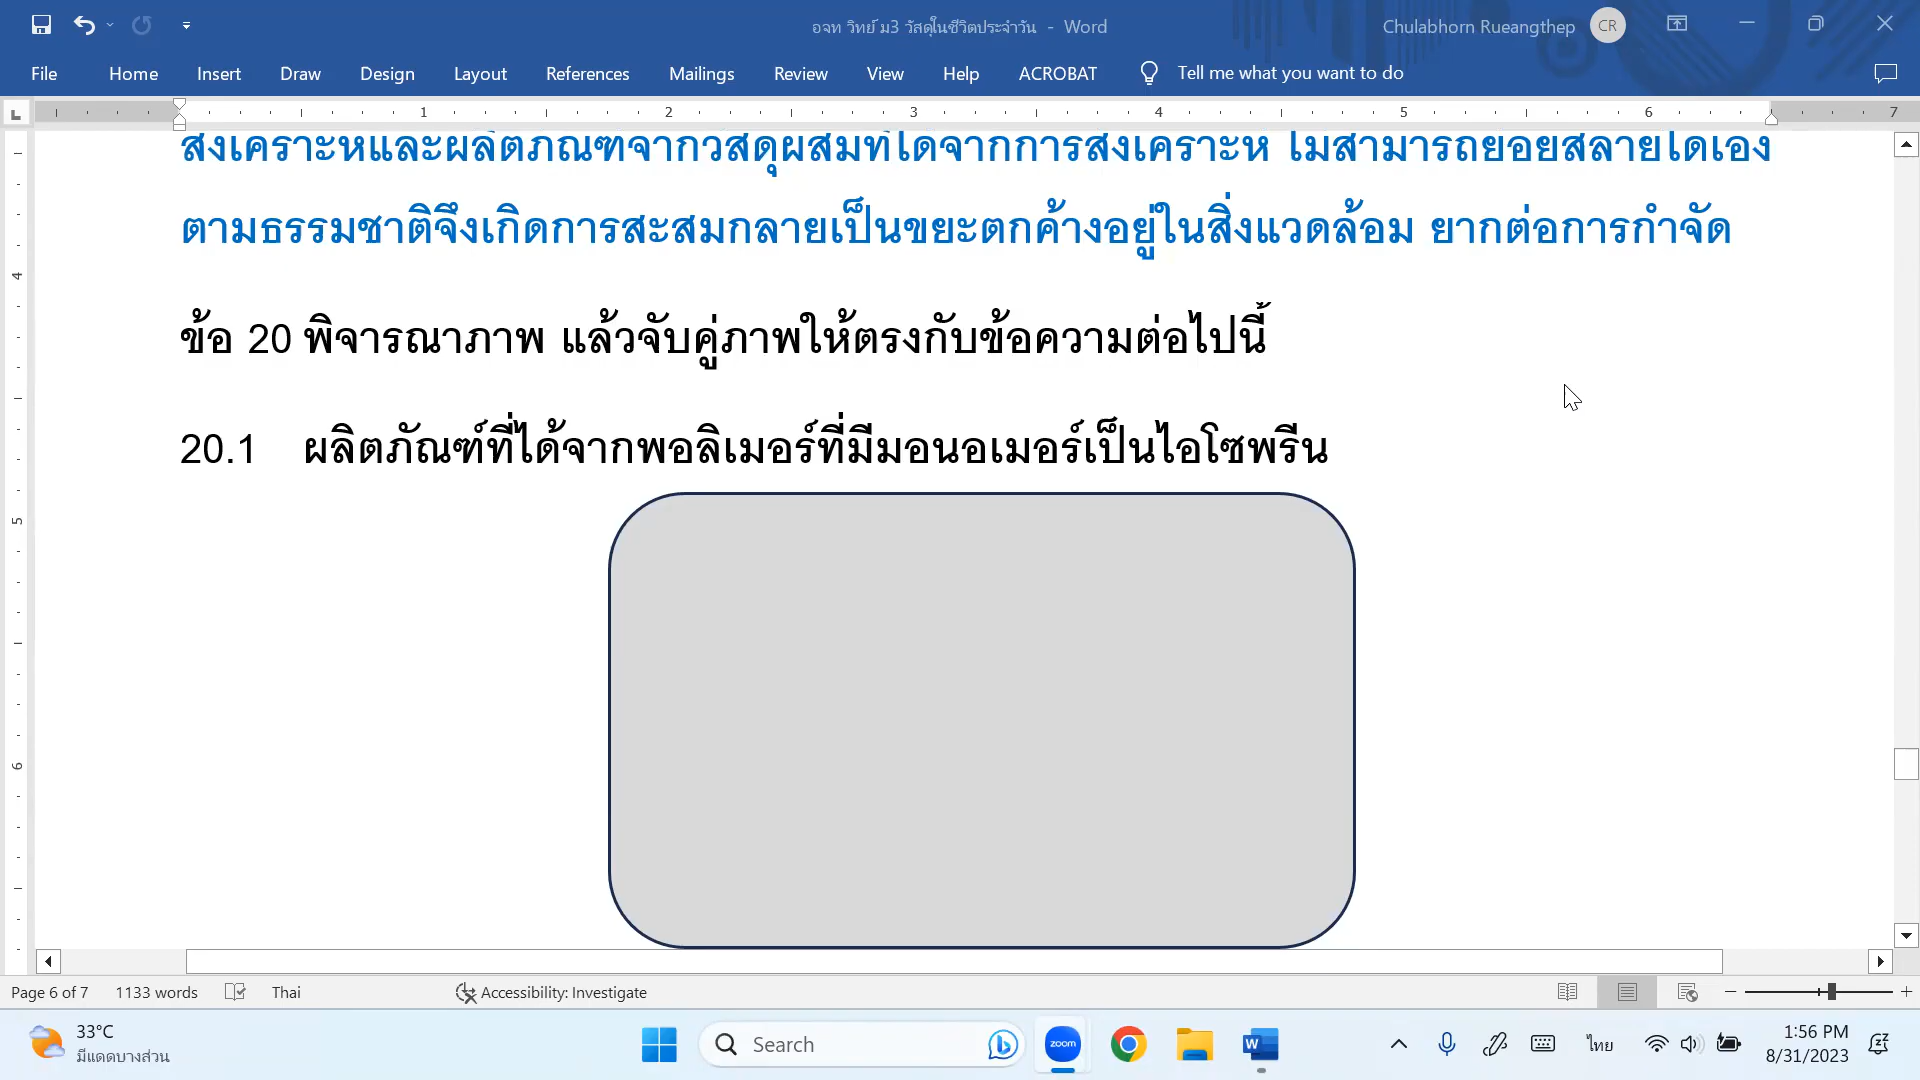 อจท วิทย์ ม3 วัสดุในชีวิตประจำวัน - Word
Chulabhorn Rueangthep CR
File Home Insert Draw Design Layout References Mailings Review View Help ACROBAT Tell me what you want to do
1 2 3 4 5 6 7
สังเคราะห์และผลิตภัณฑ์จากวัสดุผสมที่ได้จากการสังเคราะห์ ไม่สามารถย่อยสลายได้เอง
ตามธรรมชาติจึงเกิดการสะสมกลายเป็นขยะตกค้างอยู่ในสิ่งแวดล้อม ยากต่อการกำจัด
4
ข้อ 20 พิจารณาภาพ แล้วจับคู่ภาพให้ตรงกับข้อความต่อไปนี้
20.1 ผลิตภัณฑ์ที่ได้จากพอลิเมอร์ที่มีมอนอเมอร์เป็นไอโซพรีน
5
6
Page 6 of 7 1133 words Thai Accessibility: Investigate
33°C
มีแดดบางส่วน
Search
zoom
W
ไทย
1:56 PM
8/31/2023